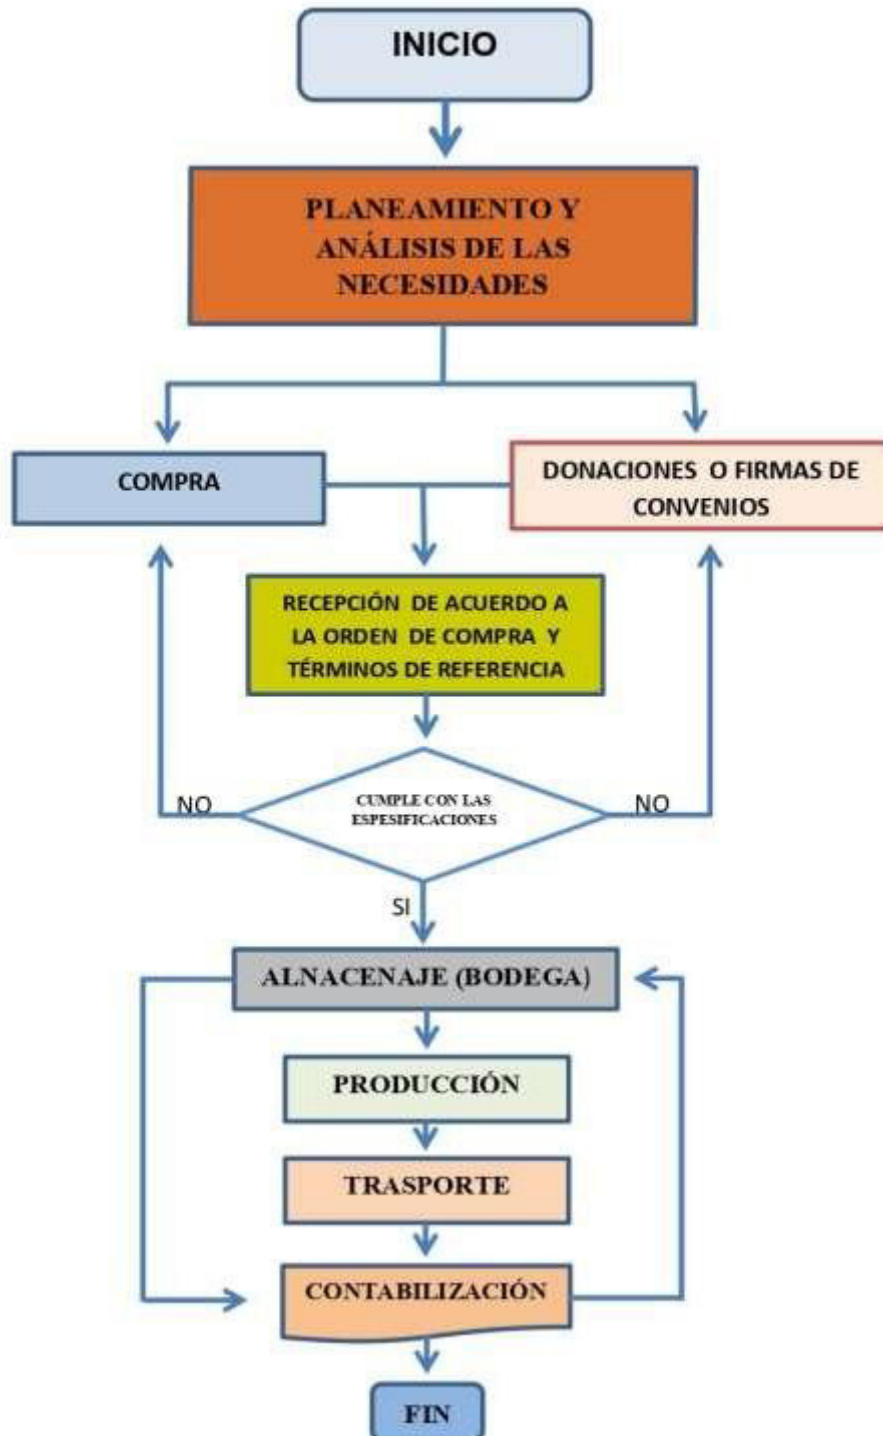 INICIO
PLANEAMIENTO Y
ANÁLISIS DE LAS
NECESIDADES
COMPRA
DONACIONES O FIRMAS DE
CONVENIOS
RECEPCIÓN DE ACUERDO A
LA ORDEN DE COMPRA Y
TÉRMINOS DE REFERENCIA
CUMPLE CON LAS
ESPESIFICACIONES
NO
NO
SI
ALNACENAJE (BODEGA)
PRODUCCIÓN
TRASPORTE
CONTABILIZACIÓN
FIN